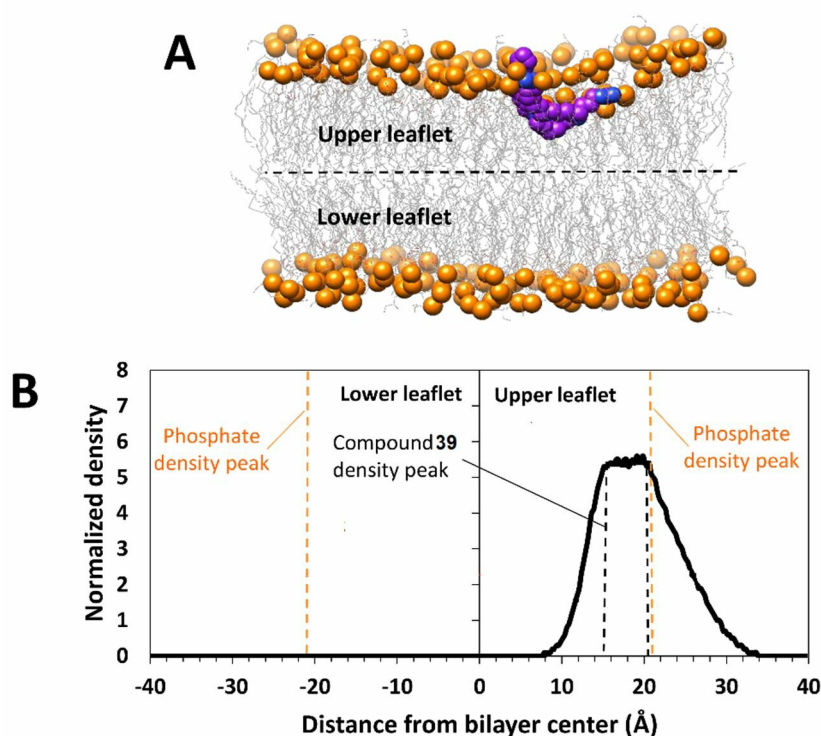 A
Upper leaflet
Lower leaflet
B
8
7
6
5
4
3
2
1
0
Normalized density
Lower leaflet
Upper leaflet
Phosphate
density peak
Compound 39
density peak
Phosphate
density peak
-40 -30 -20 -10 0 10 20 30 40
Distance from bilayer center (Å)